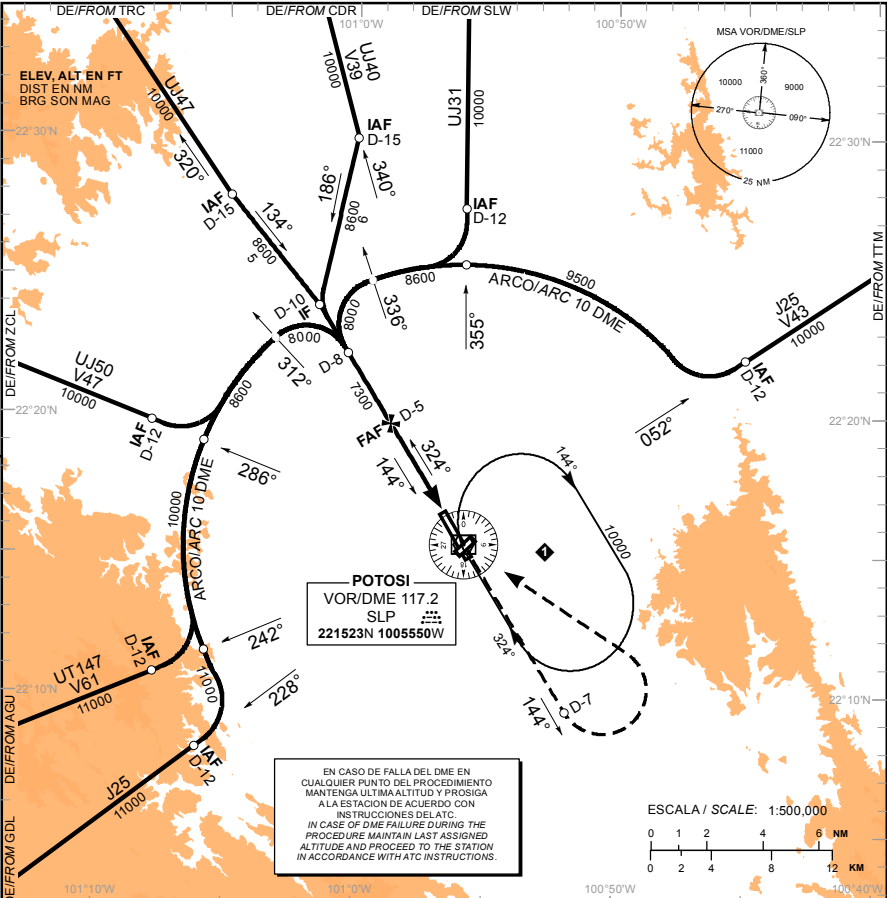 DE/FROM TRC
DE/FROM CDR
DE/FROM SLW
101°0'W
100°50'W
ELEV, ALT EN FT
DIST EN NM
BRG SON MAG
UJ47
10000
320°
IAF
D-15
134°
8600
5
UJ40
V39
10000
IAF
D-15
340°
186°
8600
6
UJ31
10000
IAF
D-12
MSA VOR/DME/SLP
10000
360°
9000
270°
090°
11000
25 NM
22°30'N
22°30'N
DE/FROM TTM
D-10
IF
8000
336°
8600
355°
9500
ARCO/ARC 10 DME
J25
V43
10000
IAF
D-12
052°
DE/FROM ZCL
UJ50
V47
10000
IAF
D-12
8600
8000
312°
D-8
7300
D-5
FAF
324°
144°
22°20'N
22°20'N
286°
10000
ARCO/ARC 10 DME
144°
10000
1
0
9
18
27
POTOSI
VOR/DME 117.2
SLP
221523N 1005550W
324°
144°
D-7
242°
IAF
D-12
UT147
V61
11000
11000
228°
22°10'N
22°10'N
DE/FROM AGU
IAF
D-12
J25
11000
DE/FROM GDL
EN CASO DE FALLA DEL DME EN
CUALQUIER PUNTO DEL PROCEDIMIENTO
MANTENGA ULTIMA ALTITUD Y PROSIGA
A LA ESTACION DE ACUERDO CON
INSTRUCCIONES DEL ATC.
IN CASE OF DME FAILURE DURING THE
PROCEDURE MAINTAIN LAST ASSIGNED
ALTITUDE AND PROCEED TO THE STATION
IN ACCORDANCE WITH ATC INSTRUCTIONS.
ESCALA / SCALE: 1:500,000
0 1 2 4 6 NM
0 2 4 8 12 KM
101°10'W
101°0'W
100°50'W
100°40'W